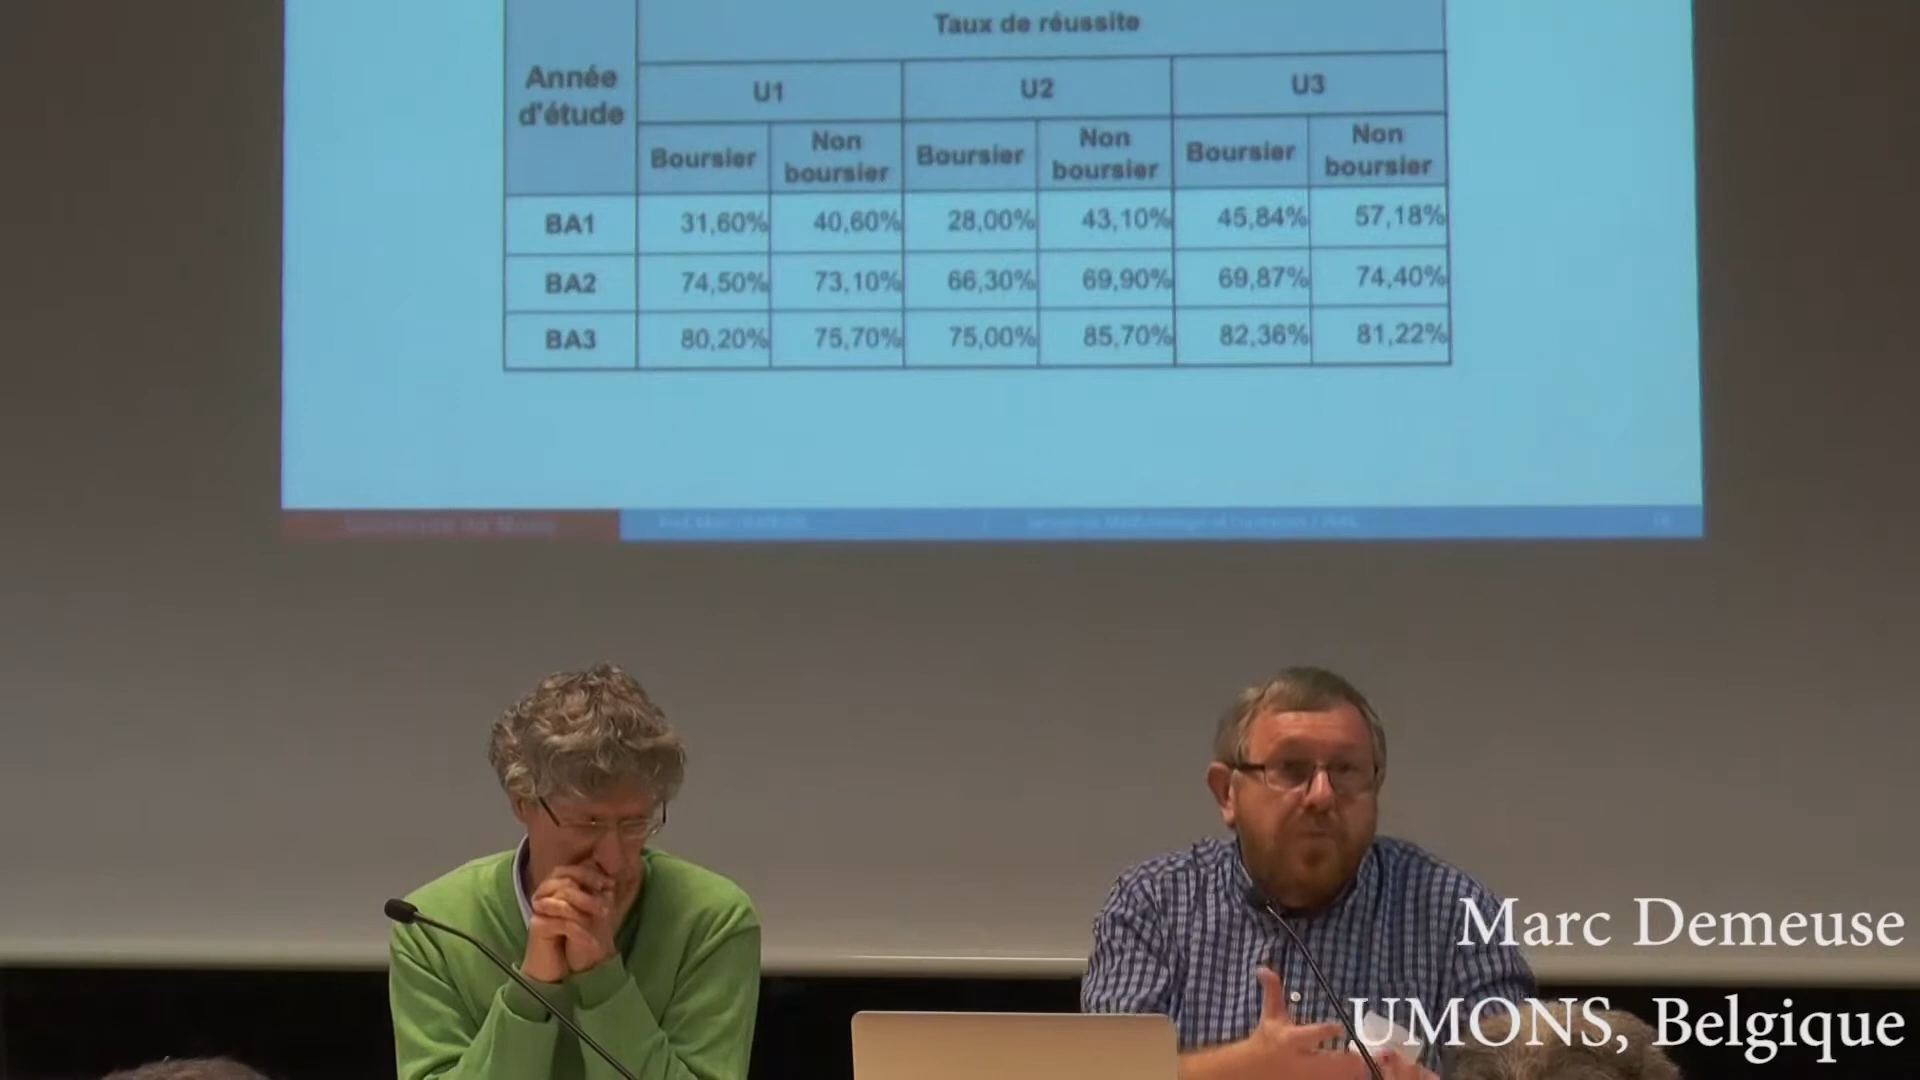 Taux de réussite
Année
d'étude
U1 U2 U3
Boursier Non boursier Boursier Non boursier Boursier Non boursier
BA1 31,60% 40,60% 28,00% 43,10% 45,84% 57,18%
BA2 74,50% 73,10% 66,30% 69,90% 69,87% 74,40%
BA3 80,20% 75,70% 75,00% 85,70% 82,36% 81,22%
Marc Demeuse
UMONS, Belgique